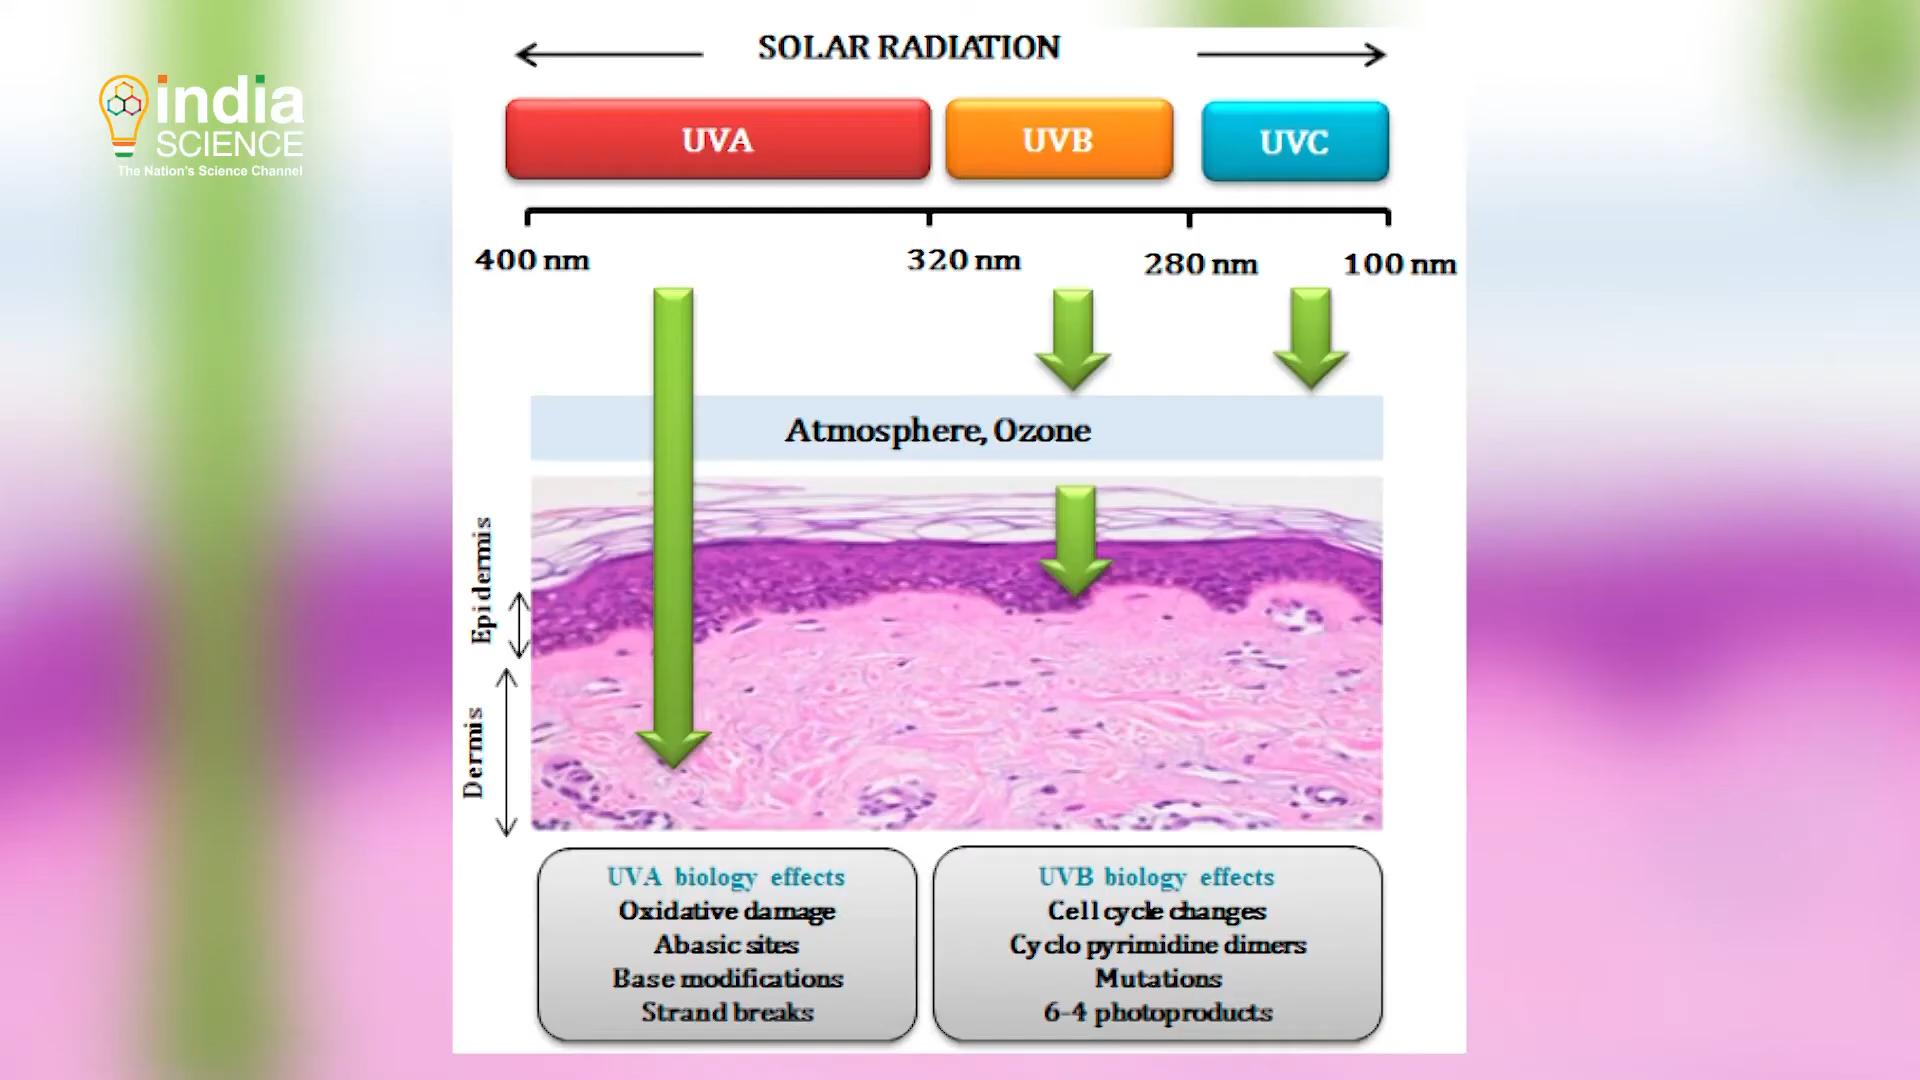 india
SCIENCE
The Nation's Science Channel
SOLAR RADIATION
UVA
UVB
UVC
400 nm
320 nm
280 nm
100 nm
Atmosphere, Ozone
Epidermis
Dermis
UVA biology effects
Oxidative damage
Abasic sites
Base modifications
Strand breaks
UVB biology effects
Cell cycle changes
Cyclo pyrimidine dimers
Mutations
6-4 photoproducts